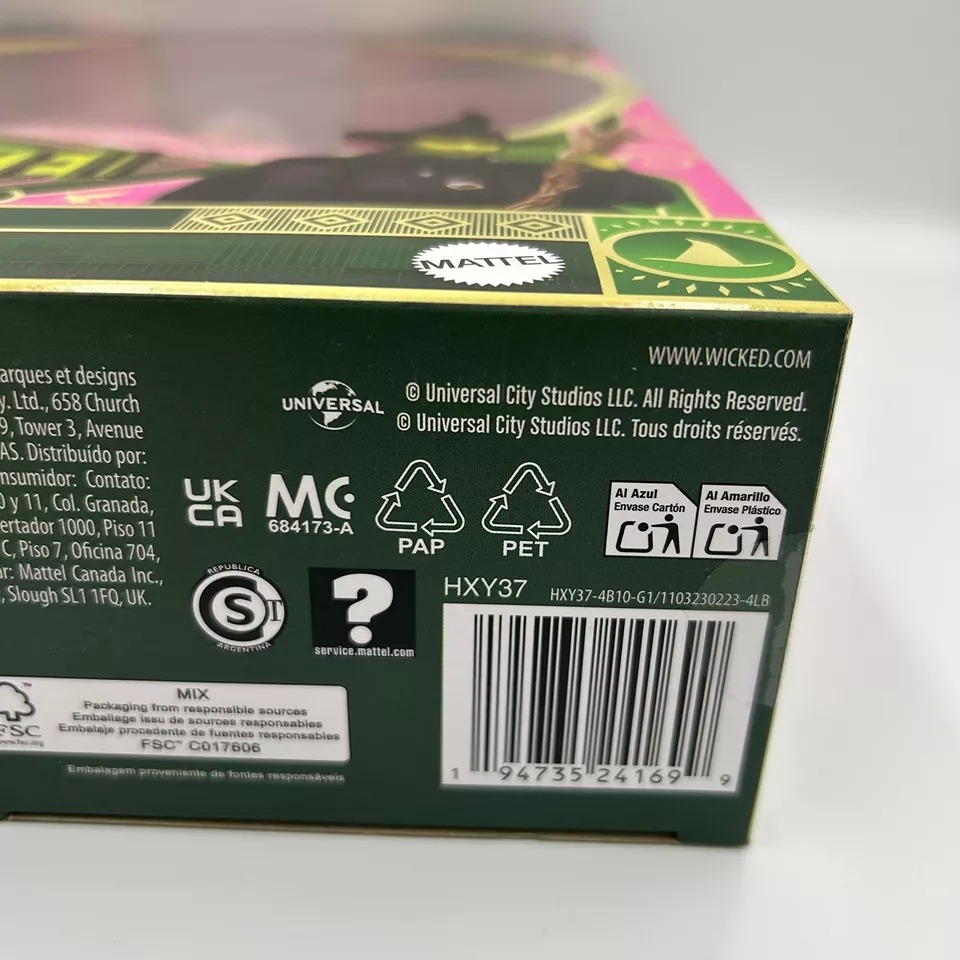 MATTEL
WWW.WICKED.COM
UNIVERSAL
© Universal City Studios LLC. All Rights Reserved.
© Universal City Studios LLC. Tous droits réservés.
arques et designs
y. Ltd., 658 Church
9, Tower 3, Avenue
AS. Distribuído por:
nsumidor: Contato:
0 y 11, Col. Granada,
ertador 1000, Piso 11
C, Piso 7, Oficina 704,
ar: Mattel Canada Inc.,
, Slough SL1 1FQ, UK.
UK
CA
MC
684173-A
PAP
PET
Al Azul
Envase Cartón
Al Amarillo
Envase Plástico
REPUBLICA
S T
ARGENTINA
?
service.mattel.com
HXY37
HXY37-4B10-G1/1103230223-4LB
1 94735 24169 9
FSC™
www.fsc.org
MIX
Packaging from responsible sources
Emballage issu de sources responsables
Embalaje procedente de fuentes responsables
FSC™ C017606
Embalagem proveniente de fontes responsáveis